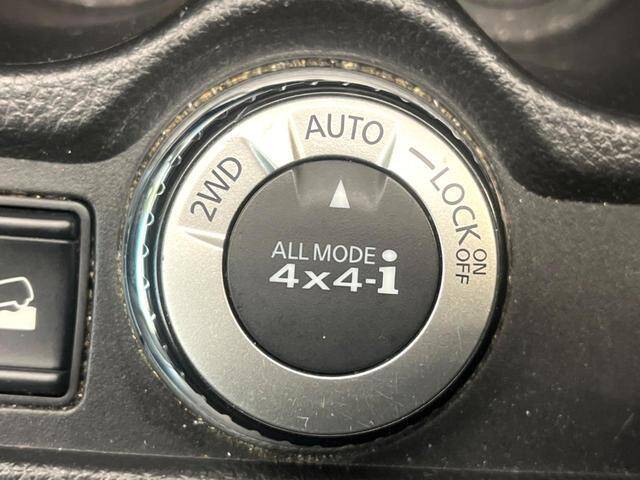 2WD
AUTO
LOCK
ON
OFF
ALL MODE
4x4-i